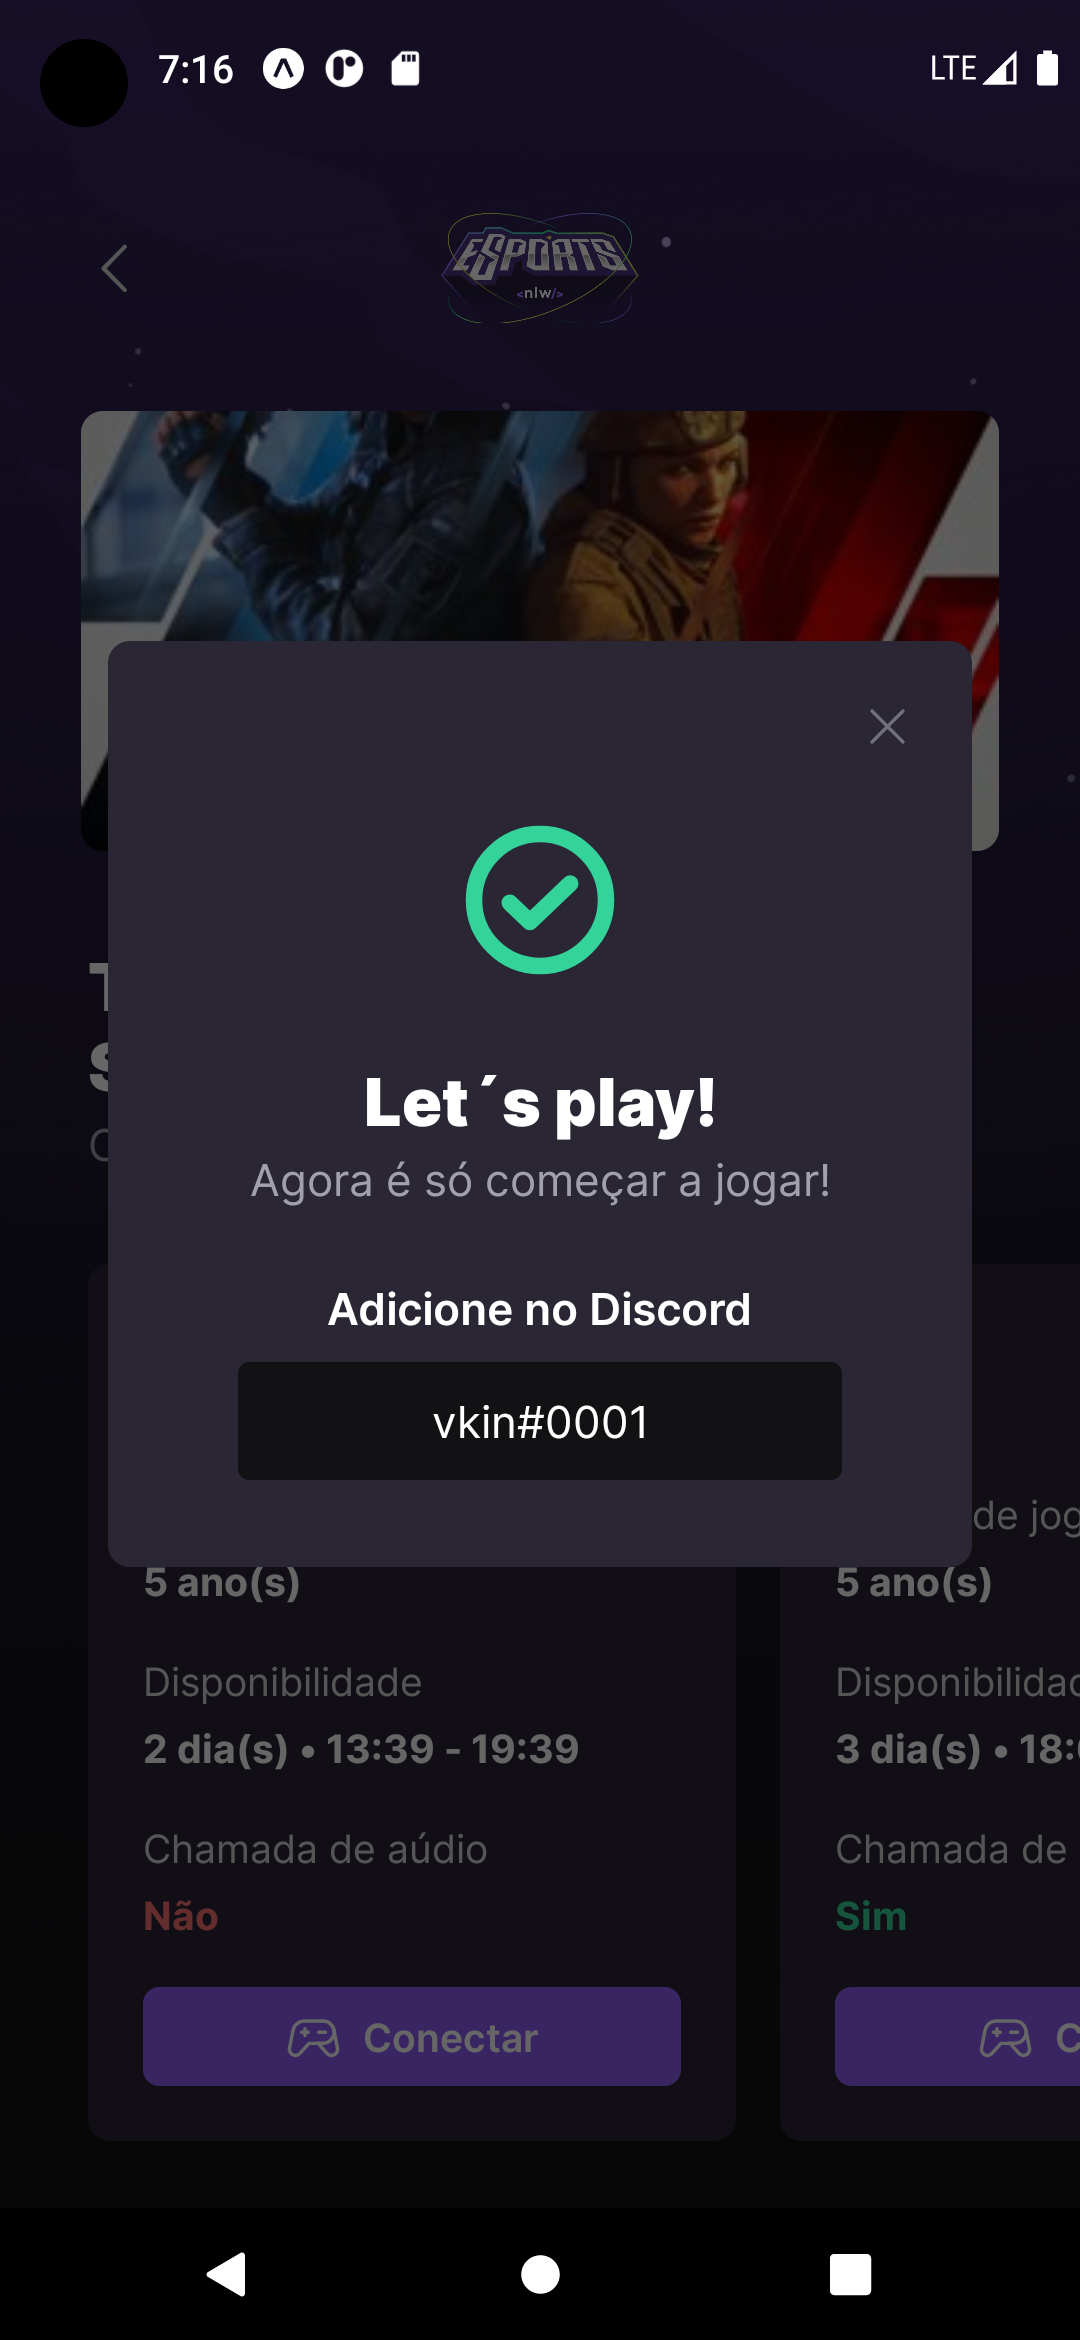 7:16
LTE
ESPORTS
<nlw/>
Let´s play!
Agora é só começar a jogar!
Adicione no Discord
vkin#0001
de jog
5 ano(s)
5 ano(s)
Disponibilidade
Disponibilidad
2 dia(s) • 13:39 - 19:39
3 dia(s) • 18:
Chamada de aúdio
Chamada de
Não
Sim
Conectar
C